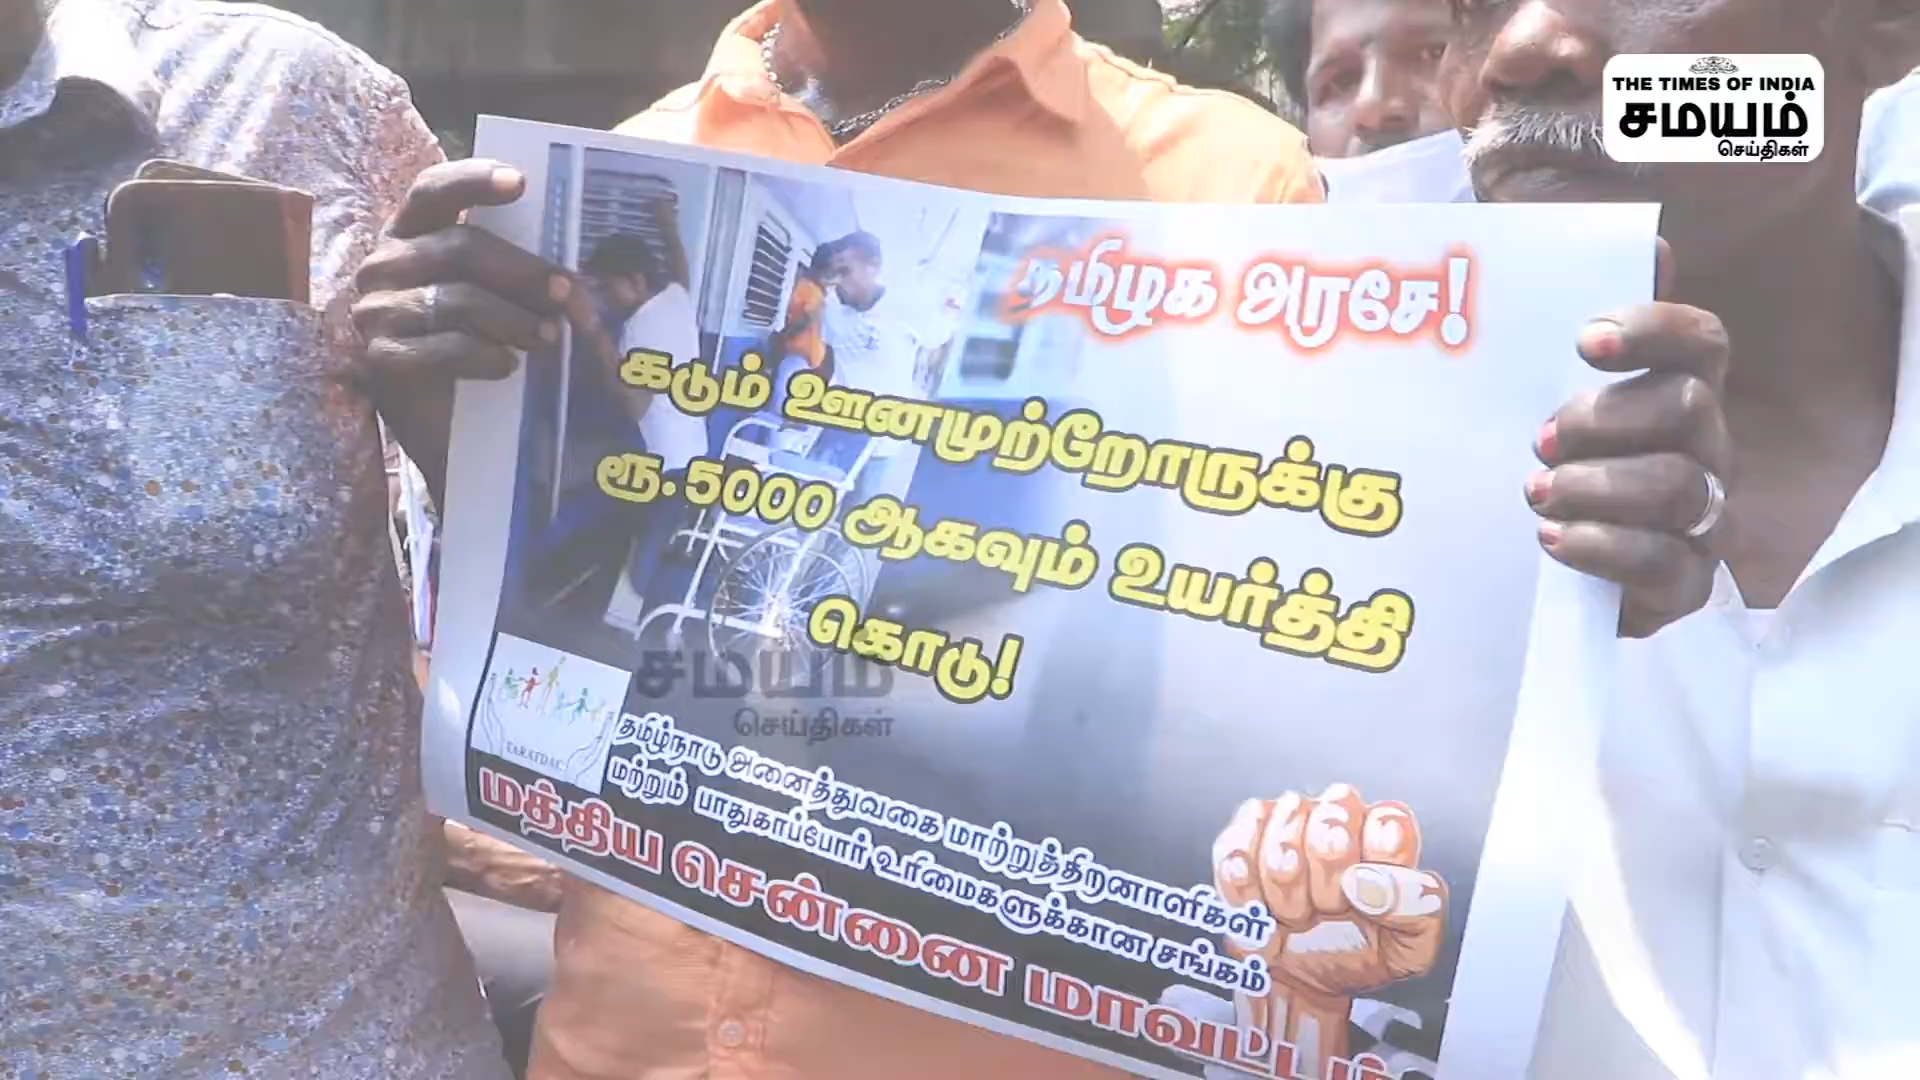 THE TIMES OF INDIA
சமயம்
செய்திகள்
தமிழக அரசே!
கடும் ஊனமுற்றோருக்கு
ரூ.5000 ஆகவும் உயர்த்தி
கொடு!
சமயம்
செய்திகள்
TARATDAC
தமிழ்நாடு அனைத்துவகை மாற்றுத்திறனாளிகள்
மற்றும் பாதுகாப்போர் உரிமைகளுக்கான சங்கம்
மத்திய சென்னை மாவட்டம்